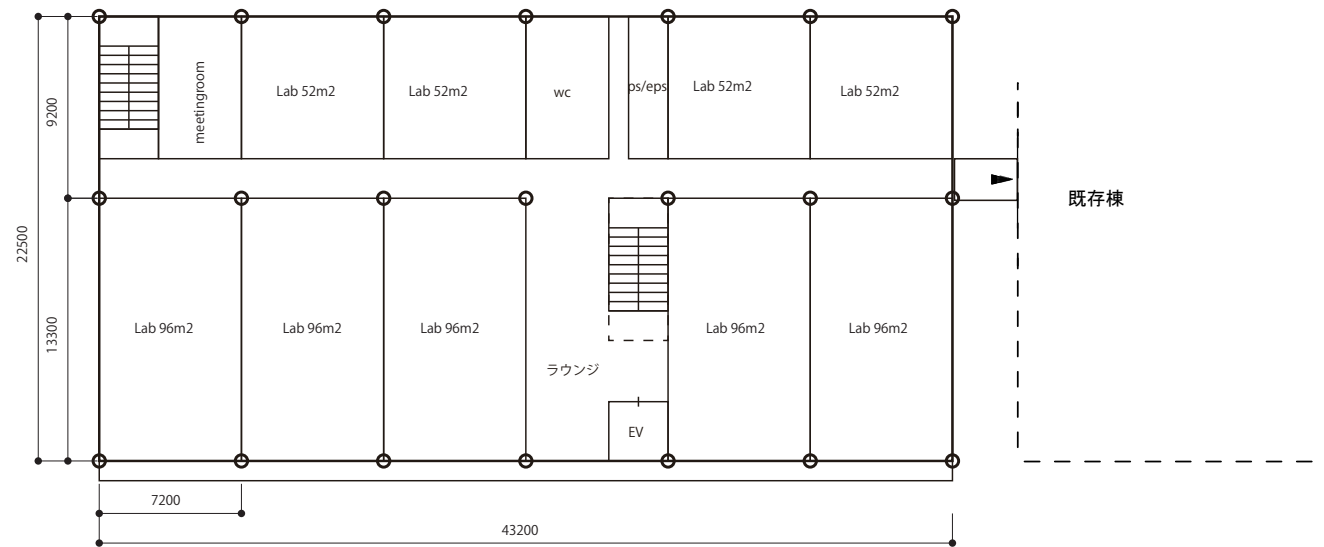 meetingroom
Lab 52m2
Lab 52m2
wc
ps/eps
Lab 52m2
Lab 52m2
9200
既存棟
22500
13300
Lab 96m2
Lab 96m2
Lab 96m2
Lab 96m2
Lab 96m2
ラウンジ
EV
7200
43200